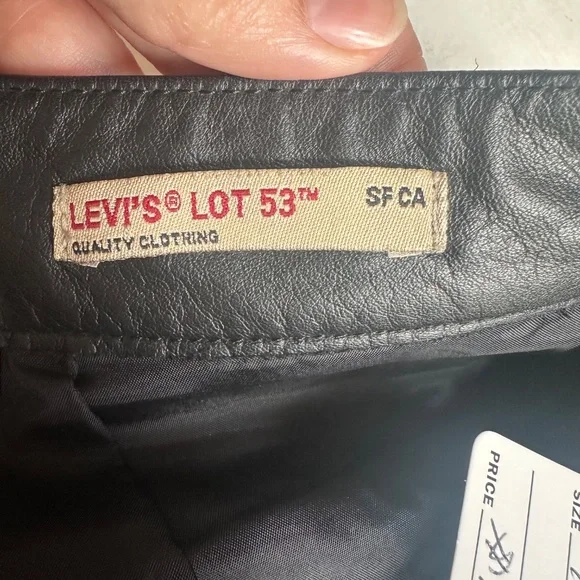 LEVI'S® LOT 53™ SF CA
QUALITY CLOTHING
PRICE
SIZE